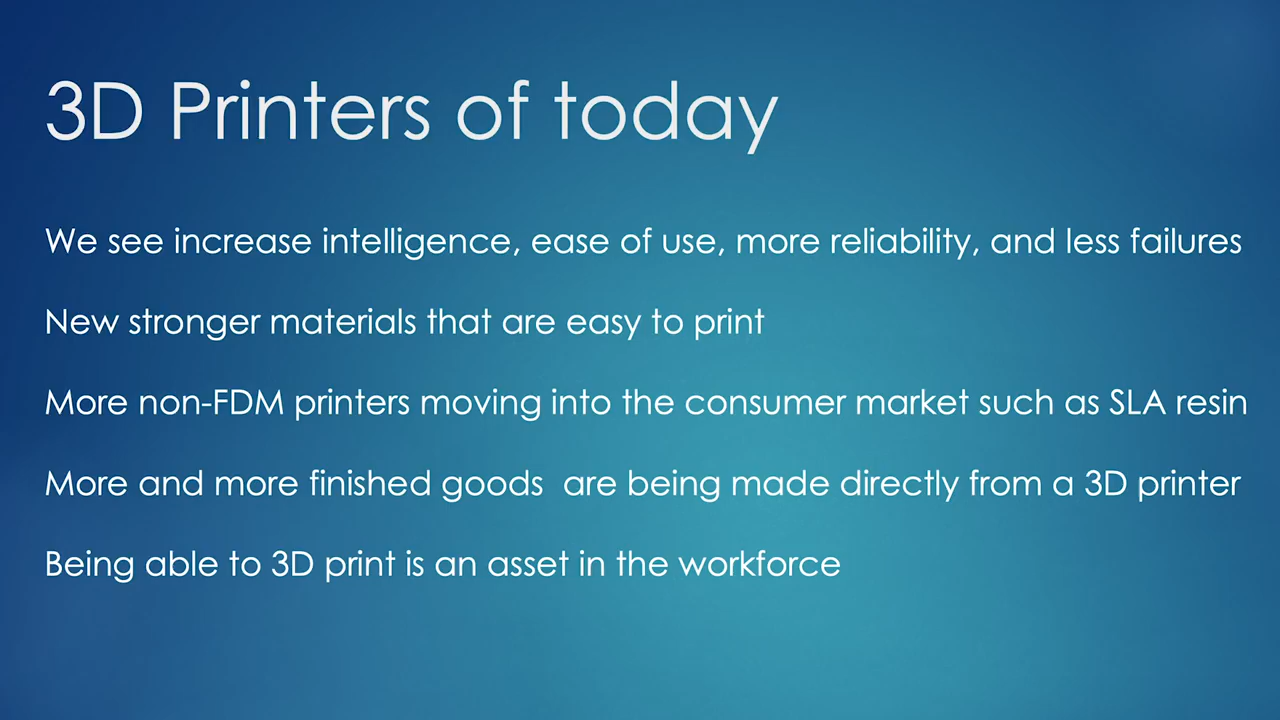 3D Printers of today
We see increase intelligence, ease of use, more reliability, and less failures
New stronger materials that are easy to print
More non-FDM printers moving into the consumer market such as SLA resin
More and more finished goods  are being made directly from a 3D printer
Being able to 3D print is an asset in the workforce